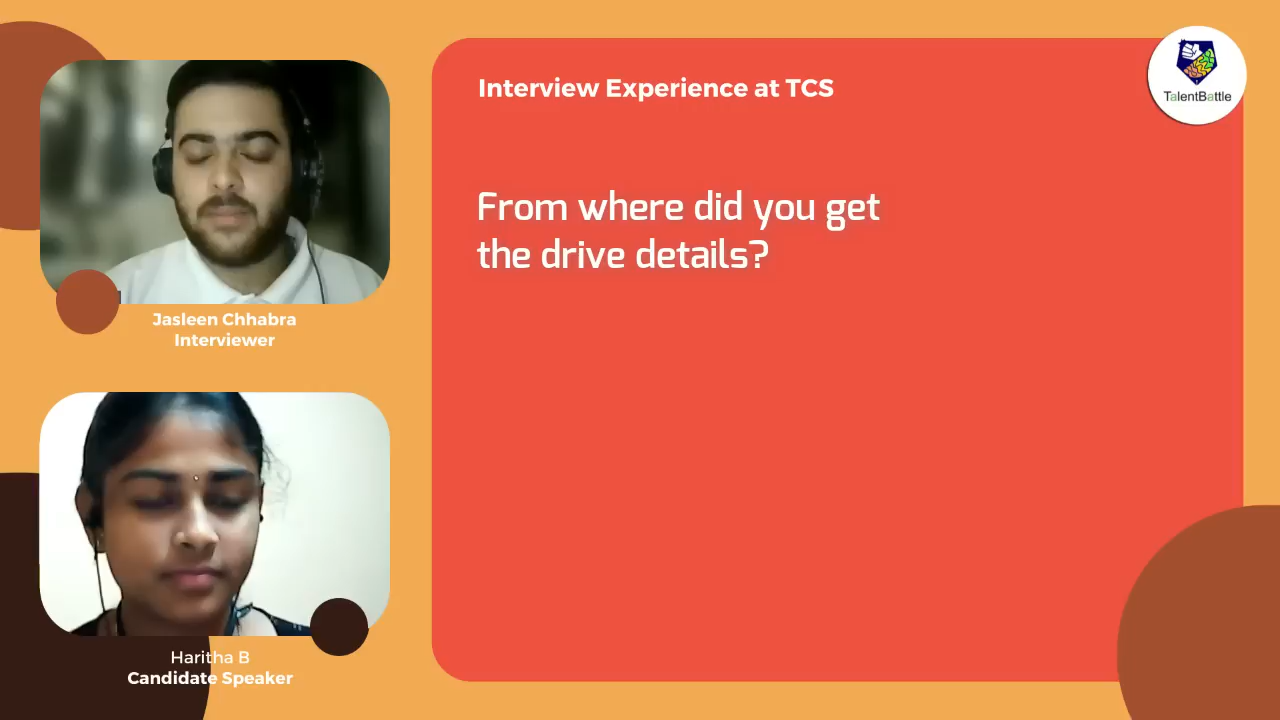 Interview Experience at TCS
TalentBattle
From where did you get
the drive details?
Jasleen Chhabra
Interviewer
Haritha B
Candidate Speaker